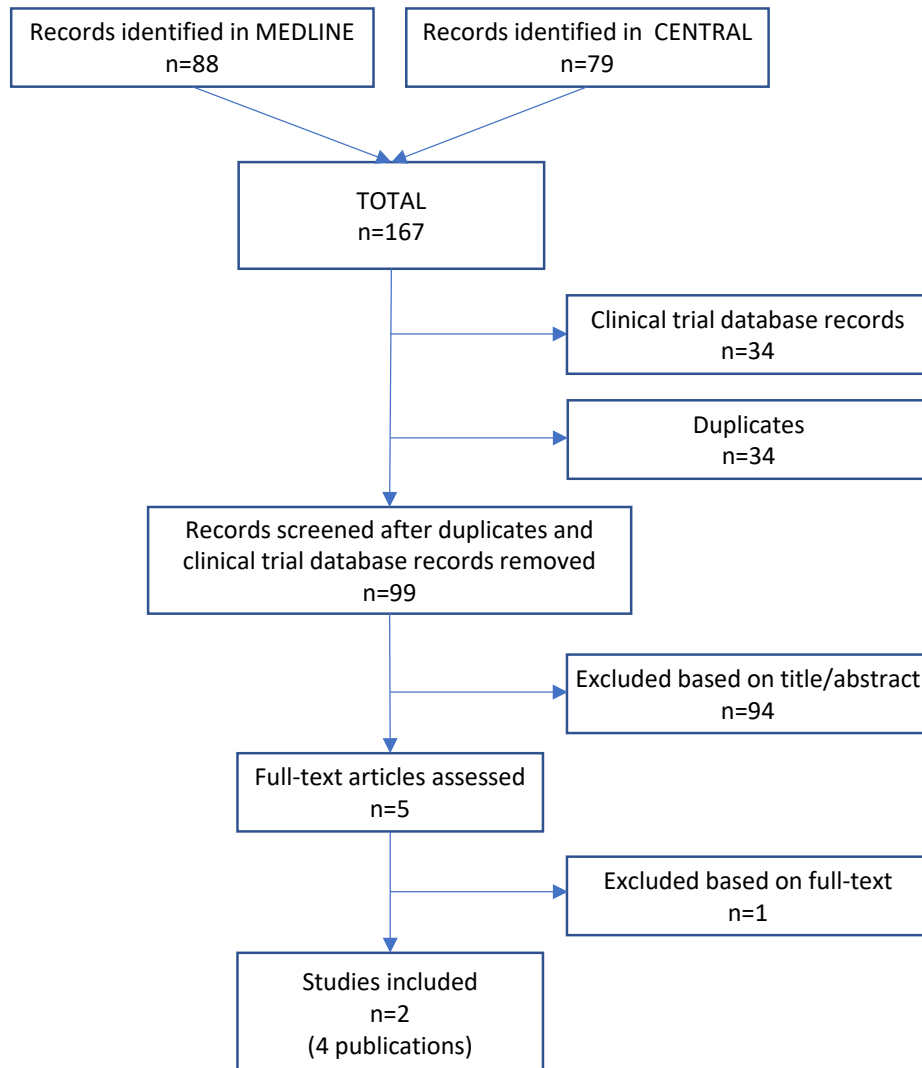 Records identified in MEDLINE
n=88
Records identified in CENTRAL
n=79
TOTAL
n=167
Clinical trial database records
n=34
Duplicates
n=34
Records screened after duplicates and
clinical trial database records removed
n=99
Excluded based on title/abstract
n=94
Full-text articles assessed
n=5
Excluded based on full-text
n=1
Studies included
n=2
(4 publications)